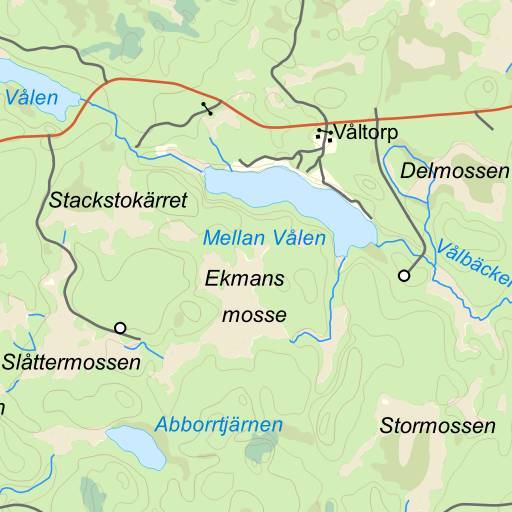 Vålen
Våltorp
Delmossen
Stackstokärret
Mellan Vålen
Vålbäcken
Ekmans
mosse
Slåttermossen
n
Abborrtjärnen
Stormossen